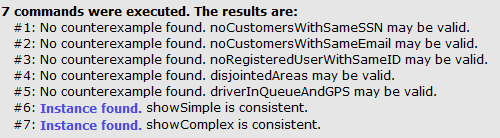 7 commands were executed. The results are:
#1: No counterexample found. noCustomersWithSameSSN may be valid.
#2: No counterexample found. noCustomersWithSameEmail may be valid.
#3: No counterexample found. noRegisteredUserWithSameID may be valid.
#4: No counterexample found. disjointedAreas may be valid.
#5: No counterexample found. driverInQueueAndGPS may be valid.
#6: Instance found. showSimple is consistent.
#7: Instance found. showComplex is consistent.